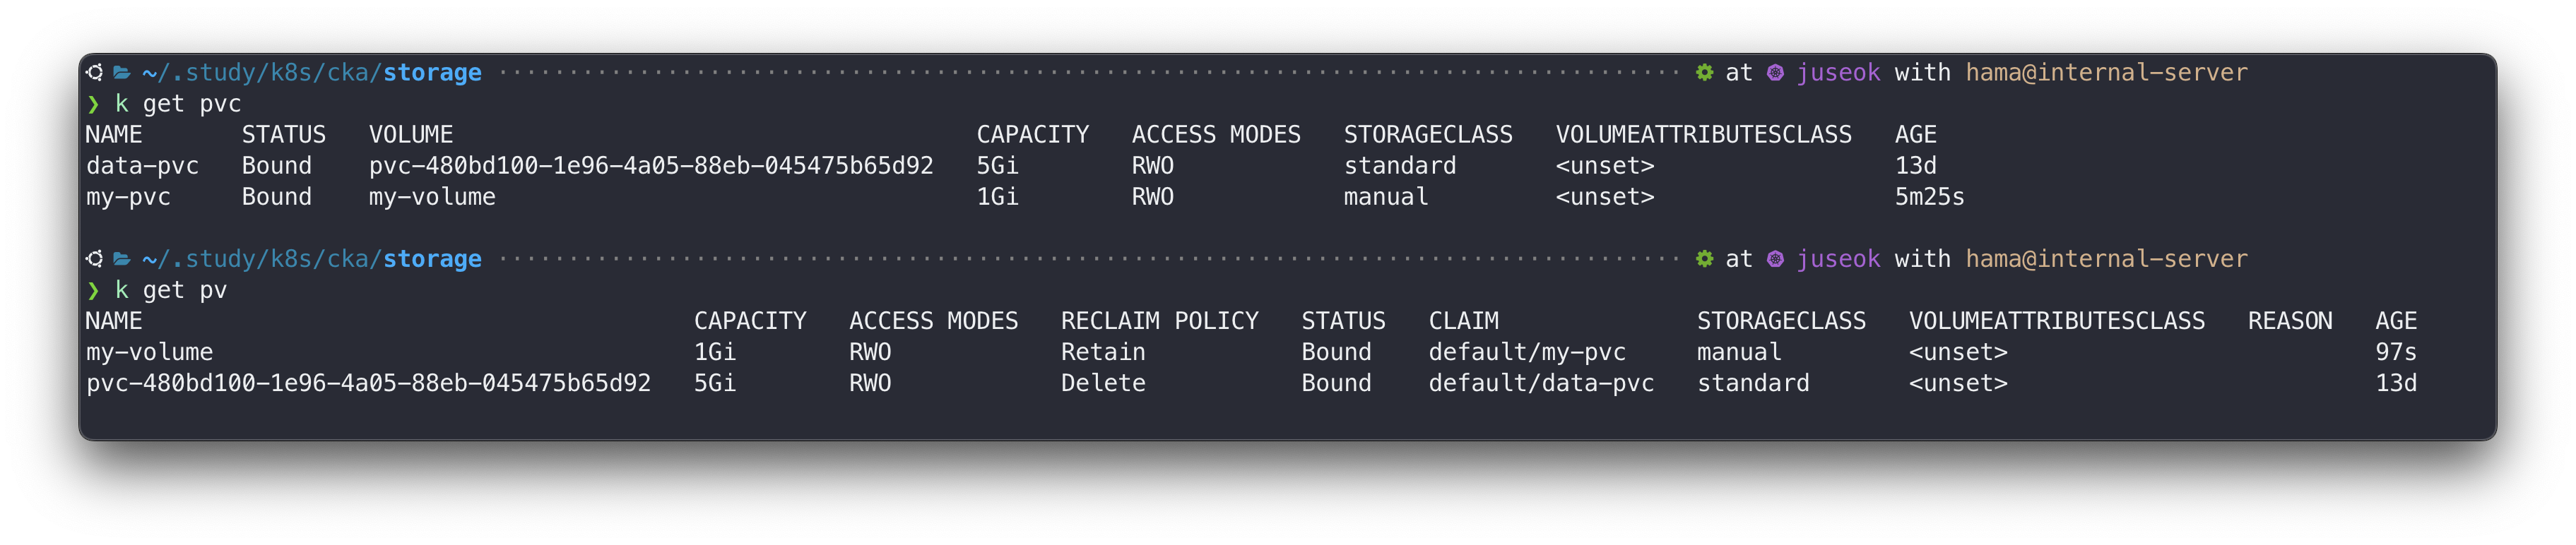 ~/.study/k8s/cka/storage ···················································································· at juseok with hama@internal-server
❯ k get pvc
NAME STATUS VOLUME CAPACITY ACCESS MODES STORAGECLASS VOLUMEATTRIBUTESCLASS AGE
data-pvc Bound pvc-480bd100-1e96-4a05-88eb-045475b65d92 5Gi RWO standard <unset> 13d
my-pvc Bound my-volume 1Gi RWO manual <unset> 5m25s
~/.study/k8s/cka/storage ···················································································· at juseok with hama@internal-server
❯ k get pv
NAME CAPACITY ACCESS MODES RECLAIM POLICY STATUS CLAIM STORAGECLASS VOLUMEATTRIBUTESCLASS REASON AGE
my-volume 1Gi RWO Retain Bound default/my-pvc manual <unset> 97s
pvc-480bd100-1e96-4a05-88eb-045475b65d92 5Gi RWO Delete Bound default/data-pvc standard <unset> 13d